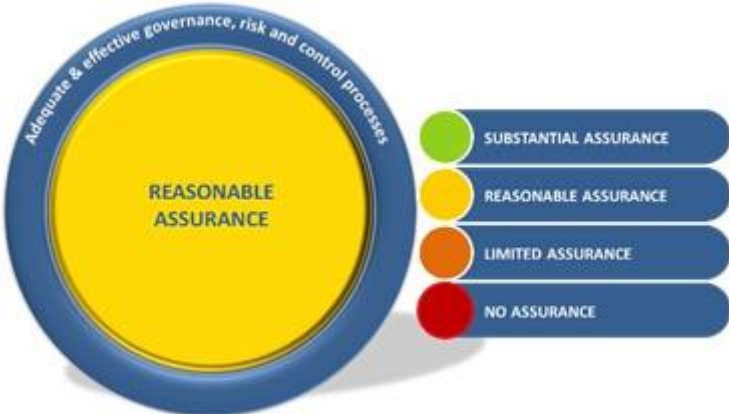 Adequate & effective governance, risk and control processes
REASONABLE
ASSURANCE
SUBSTANTIAL ASSURANCE
REASONABLE ASSURANCE
LIMITED ASSURANCE
NO ASSURANCE